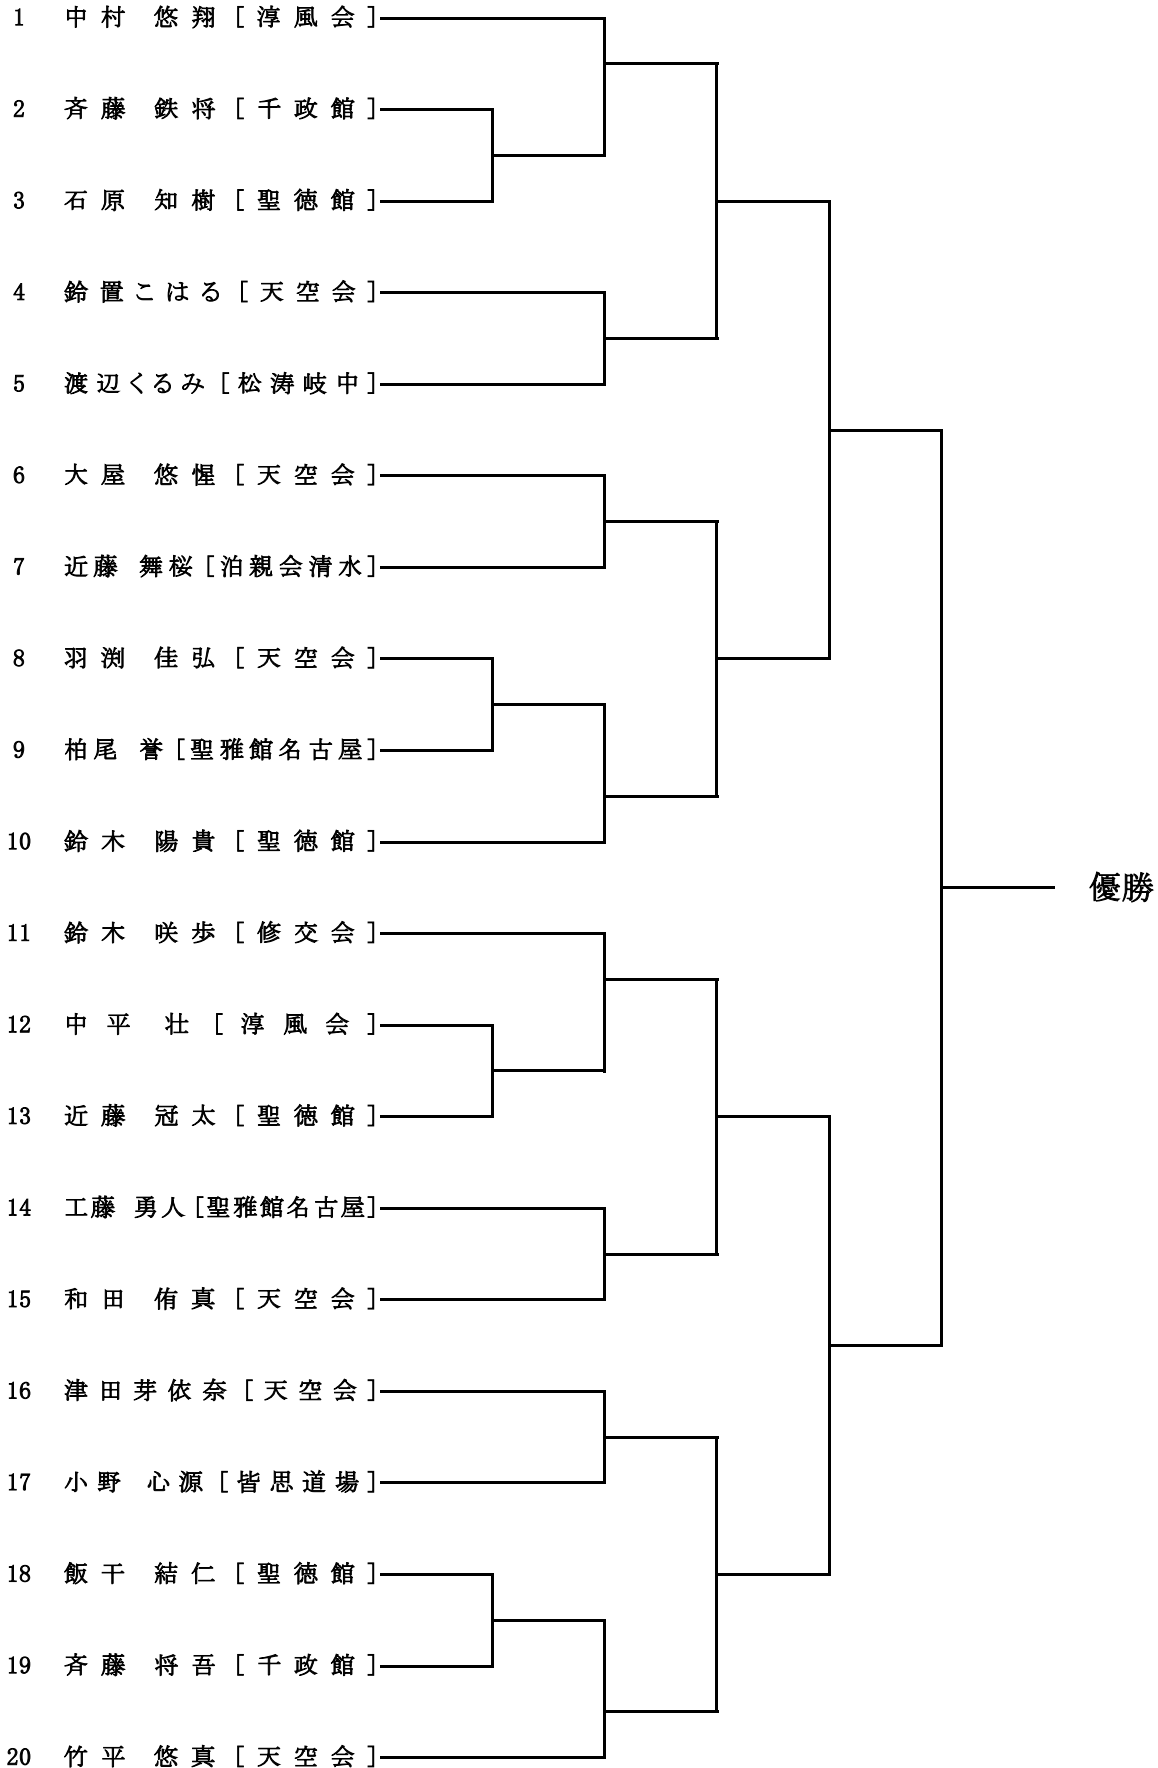 1 中村 悠翔[淳風会]
2 斉藤 鉄将[千政館]
3 石原 知樹[聖徳館]
4 鈴置こはる[天空会]
5 渡辺くるみ[松涛岐中]
6 大屋 悠惺[天空会]
7 近藤 舞桜[泊親会清水]
8 羽渕 佳弘[天空会]
9 柏尾 誉[聖雅館名古屋]
10 鈴木 陽貴[聖徳館]
優勝
11 鈴木 咲歩[修交会]
12 中平 壮[淳風会]
13 近藤 冠太[聖徳館]
14 工藤 勇人[聖雅館名古屋]
15 和田 侑真[天空会]
16 津田芽依奈[天空会]
17 小野 心源[皆思道場]
18 飯干 結仁[聖徳館]
19 斉藤 将吾[千政館]
20 竹平 悠真[天空会]